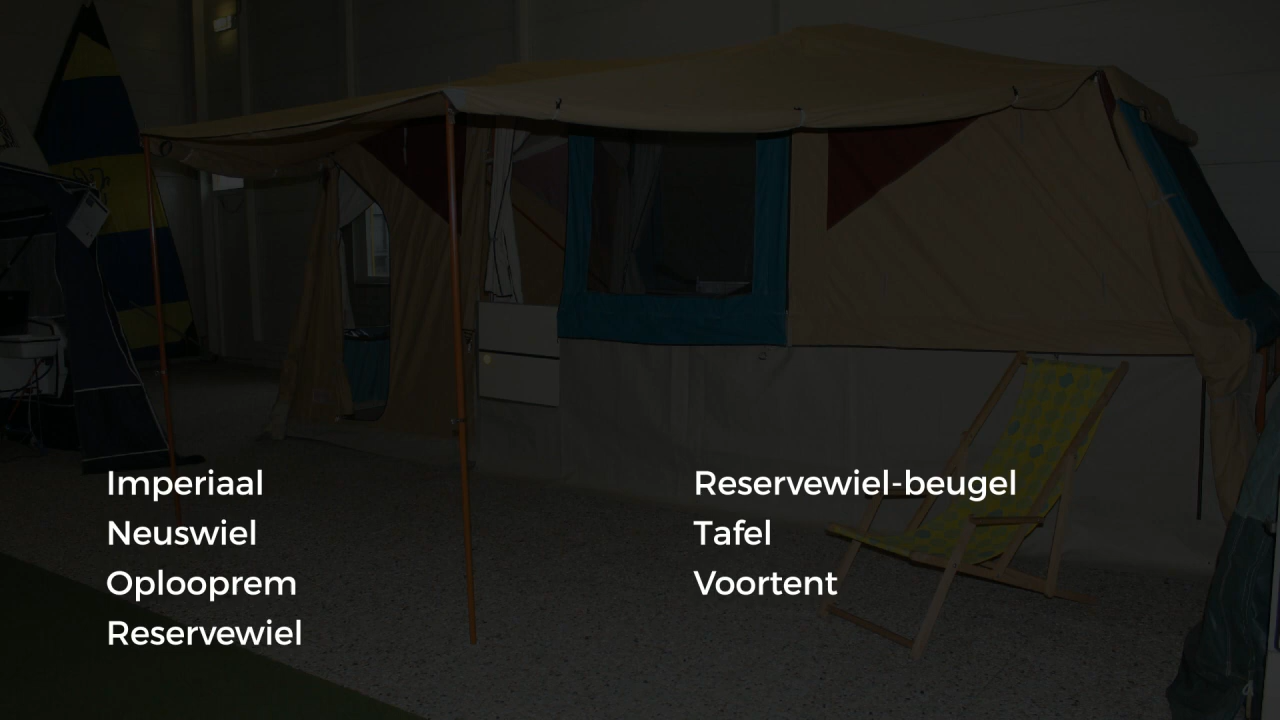 Imperiaal
Neuswiel
Oplooprem
Reservewiel
Reservewiel-beugel
Tafel
Voortent